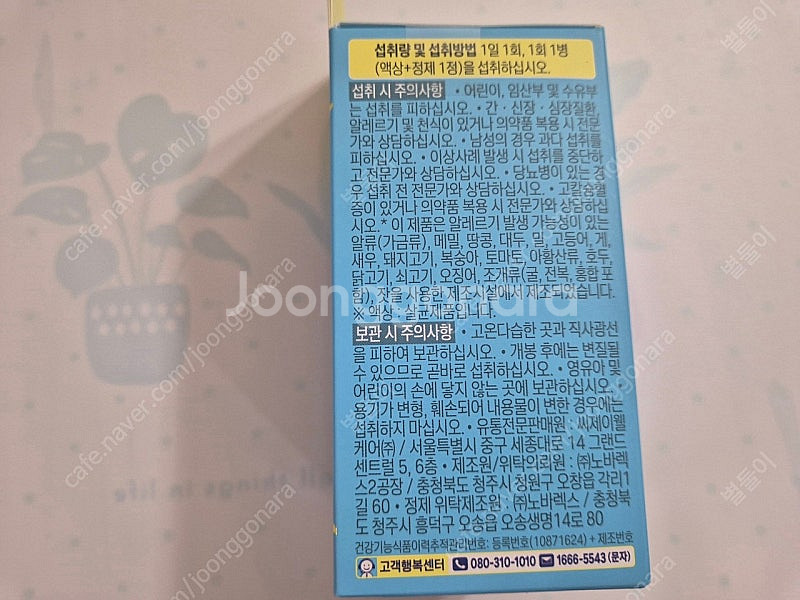 섭취량 및 섭취방법 1일 1회, 1회 1병
(액상+정제 1정)을 섭취하십시오.
섭취 시 주의사항 • 어린이, 임산부 및 수유부
는 섭취를 피하십시오. • 간 · 신장 · 심장질환,
알레르기 및 천식이 있거나 의약품 복용 시 전문
가와 상담하십시오. • 남성의 경우 과다 섭취를
피하십시오. • 이상사례 발생 시 섭취를 중단하
고 전문가와 상담하십시오. • 당뇨병이 있는 경
우 섭취 전 전문가와 상담하십시오. • 고칼슘혈
증이 있거나 의약품 복용 시 전문가와 상담하십
시오.* 이 제품은 알레르기 발생 가능성이 있는
알류(가금류), 메밀, 땅콩, 대두, 밀, 고등어, 게,
새우, 돼지고기, 복숭아, 토마토, 아황산류, 호두,
닭고기, 쇠고기, 오징어, 조개류(굴, 전복, 홍합 포
함), 잣을 사용한 제조시설에서 제조되었습니다.
※ 액상 : 살균제품입니다.
보관 시 주의사항 • 고온다습한 곳과 직사광선
을 피하여 보관하십시오. • 개봉 후에는 변질될
수 있으므로 곧바로 섭취하십시오. • 영유아 및
어린이의 손에 닿지 않는 곳에 보관하십시오. •
용기가 변형, 훼손되어 내용물이 변한 경우에는
섭취하지 마십시오. • 유통전문판매원 : 씨제이웰
케어㈜ / 서울특별시 중구 세종대로 14 그랜드
센트럴 5, 6층 • 제조원/위탁의뢰원 : ㈜노바렉
스2공장 / 충청북도 청주시 청원구 오창읍 각리1
길 60 • 정제 위탁제조원 : ㈜노바렉스 / 충청북
도 청주시 흥덕구 오송읍 오송생명14로 80
건강기능식품이력추적관리번호: 등록번호(10871624) + 제조번호
고객행복센터 080-310-1010 1666-5543 (문자)
Joonggonara
cafe.naver.com/joonggonara
별들이